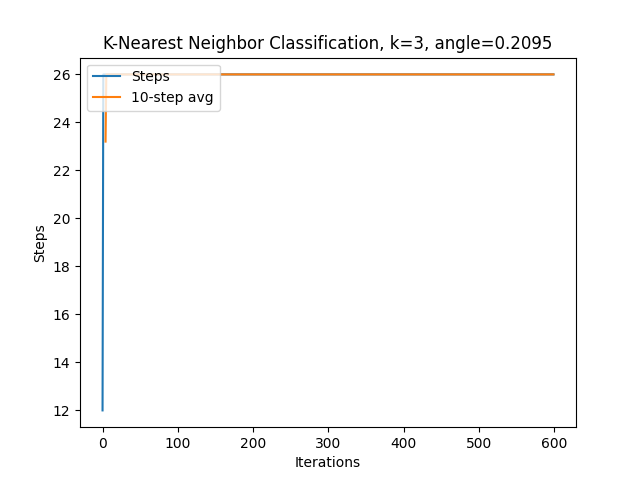 K-Nearest Neighbor Classification, k=3, angle=0.2095
26
24
22
20
18
16
14
12
Steps
Steps
10-step avg
0 100 200 300 400 500 600
Iterations